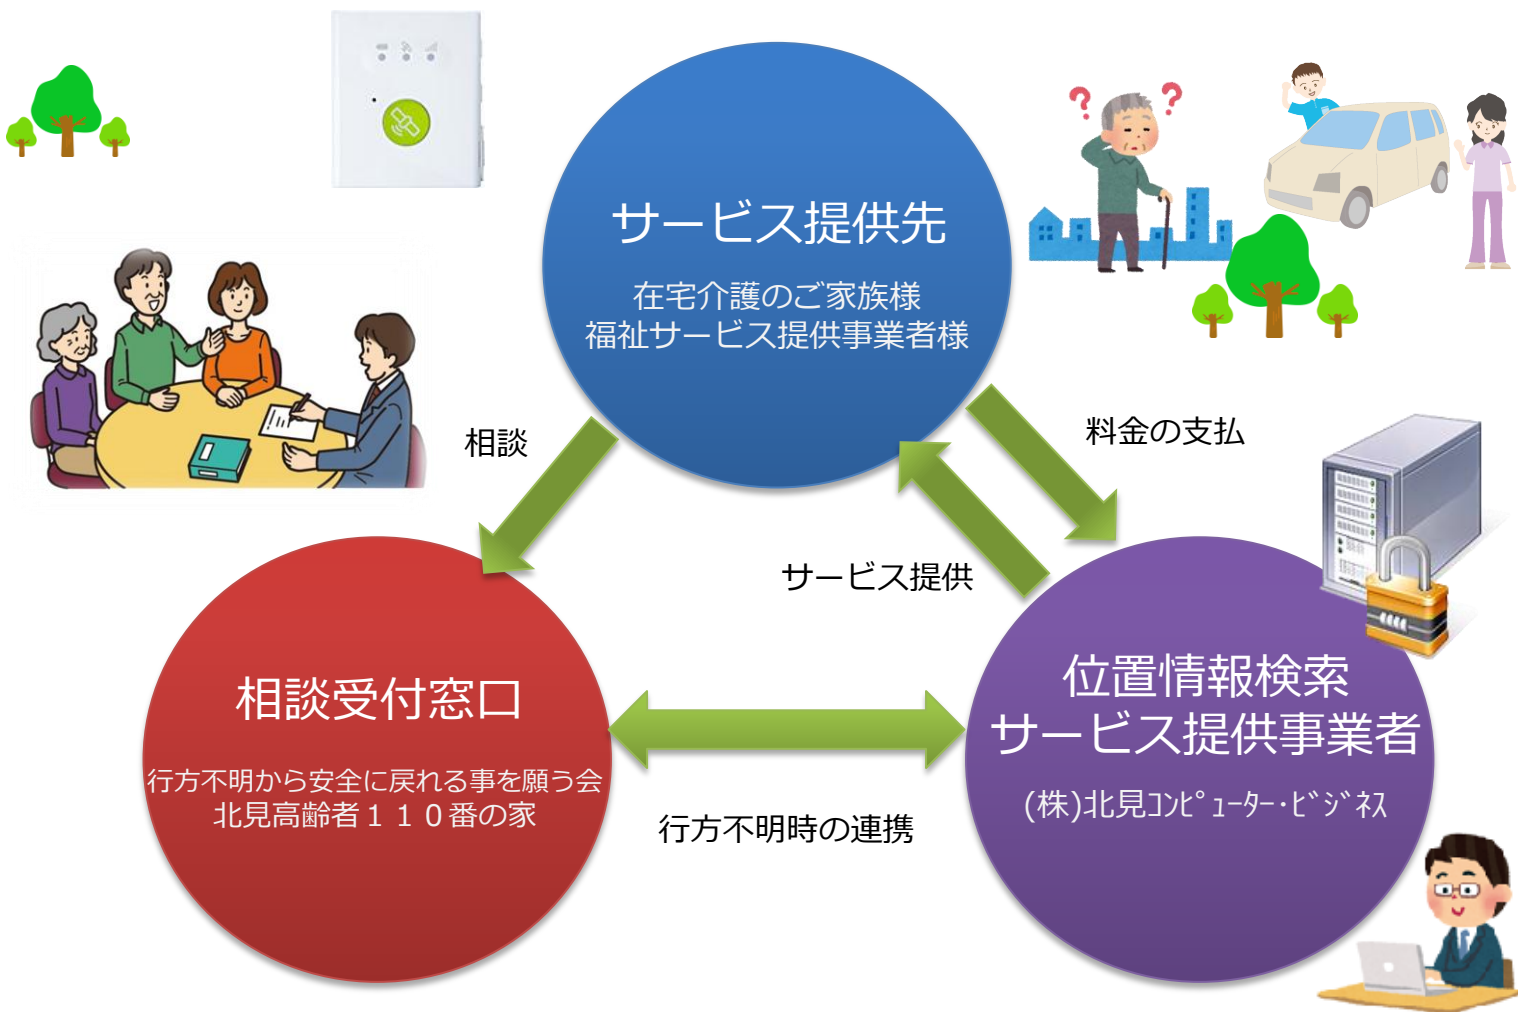 サービス提供先
在宅介護のご家族様
福祉サービス提供事業者様
相談
料金の支払
サービス提供
相談受付窓口
行方不明から安全に戻れる事を願う会
北見高齢者１１０番の家
行方不明時の連携
位置情報検索
サービス提供事業者
(株)北見ｺﾝﾋﾟｭｰﾀｰ･ﾋﾞｼﾞﾈｽ